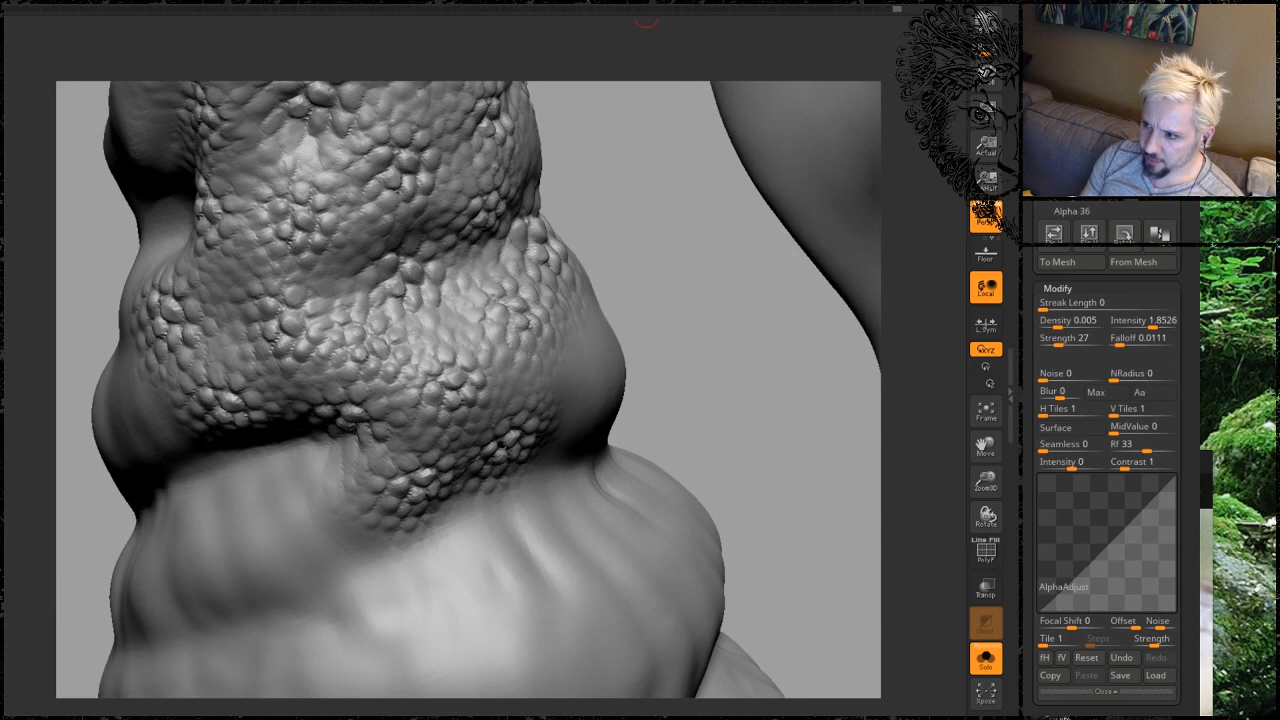 Actual
Persp
Floor
Local
L.Sym
XYZ
Y
Z
Frame
Move
Zoom3D
Rotate
Line Fill
PolyF
Transp
Solo
Xpose
Alpha 36
To Mesh From Mesh
Modify
Streak Length 0
Density 0.005 Intensity 1.8526
Strength 27 Falloff 0.0111
Noise 0 NRadius 0
Blur 0 Max Aa
H Tiles 1 V Tiles 1
Surface MidValue 0
Seamless 0 Rf 33
Intensity 0 Contrast 1
AlphaAdjust
Focal Shift 0 Offset Noise
Tile 1 Steps Strength
fH fV Reset Undo Redo
Copy Paste Save Load
Close